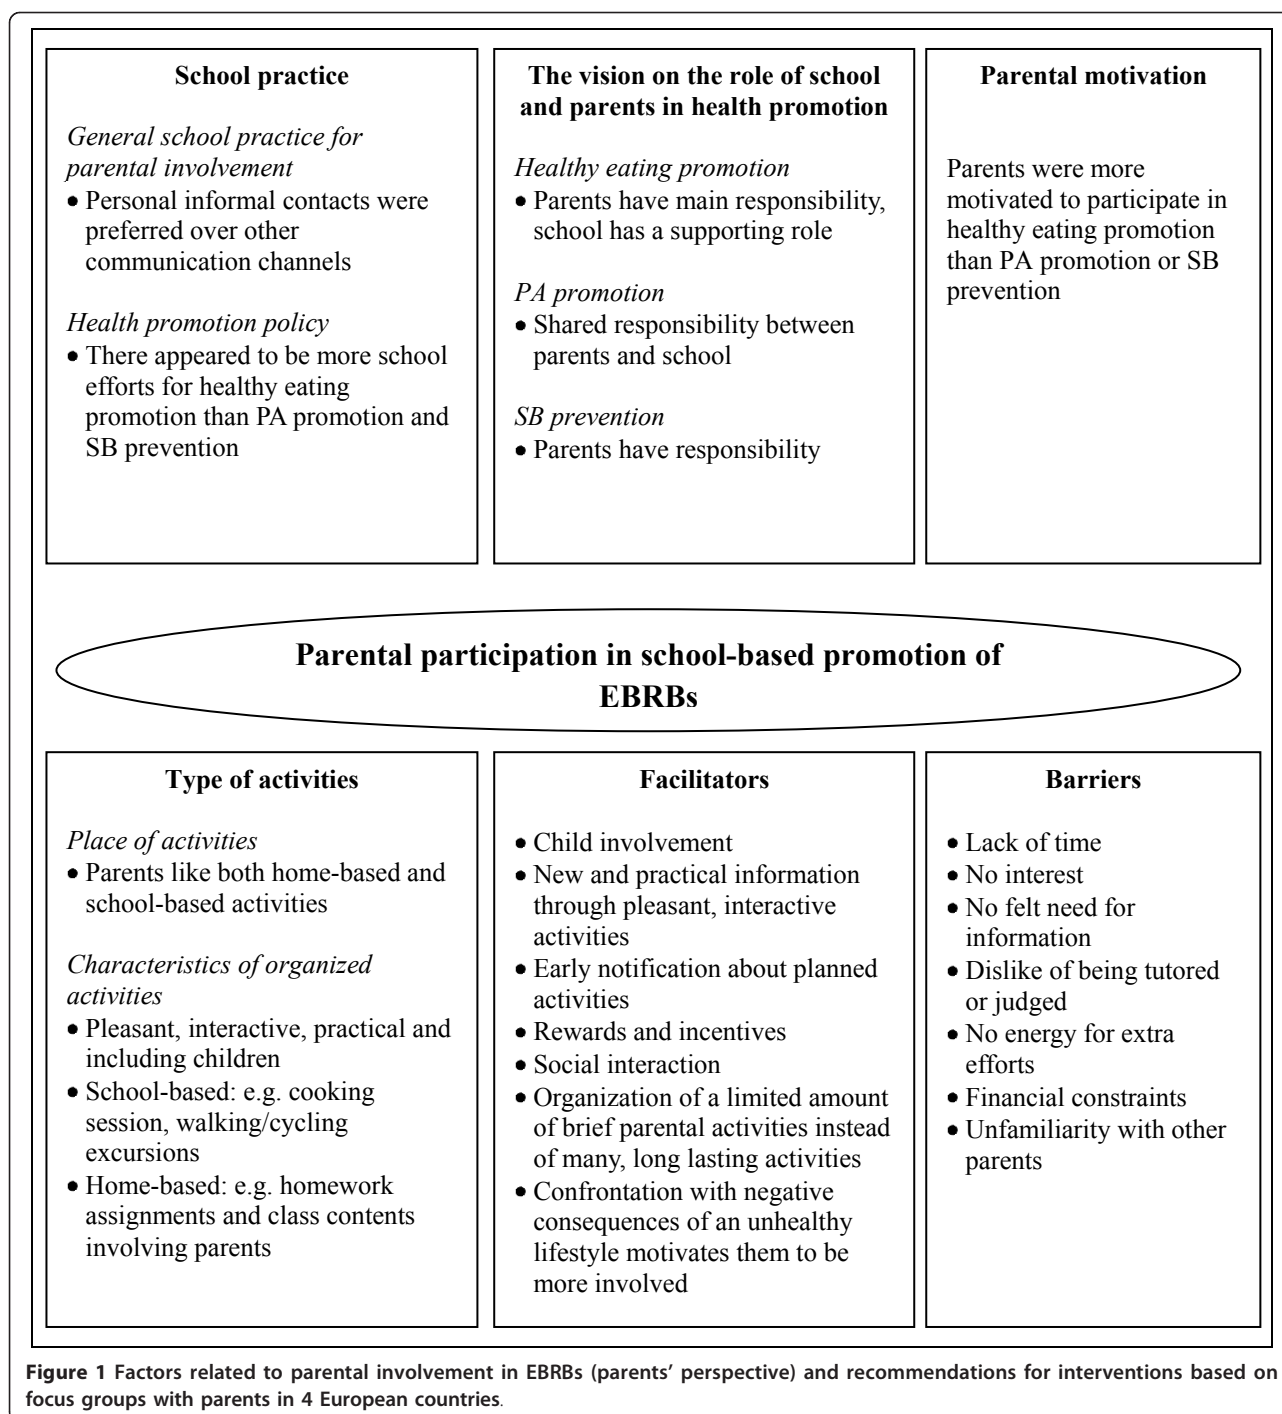 School practice
General school practice for
parental involvement
• Personal informal contacts were
preferred over other
communication channels
Health promotion policy
• There appeared to be more school
efforts for healthy eating
promotion than PA promotion and
SB prevention
The vision on the role of school
and parents in health promotion
Healthy eating promotion
• Parents have main responsibility,
school has a supporting role
PA promotion
• Shared responsibility between
parents and school
SB prevention
• Parents have responsibility
Parental motivation
Parents were more
motivated to participate in
healthy eating promotion
than PA promotion or SB
prevention
Parental participation in school-based promotion of
EBRBs
Type of activities
Place of activities
• Parents like both home-based and
school-based activities
Characteristics of organized
activities
• Pleasant, interactive, practical and
including children
• School-based: e.g. cooking
session, walking/cycling
excursions
• Home-based: e.g. homework
assignments and class contents
involving parents
Facilitators
• Child involvement
• New and practical information
through pleasant, interactive
activities
• Early notification about planned
activities
• Rewards and incentives
• Social interaction
• Organization of a limited amount
of brief parental activities instead
of many, long lasting activities
• Confrontation with negative
consequences of an unhealthy
lifestyle motivates them to be
more involved
Barriers
• Lack of time
• No interest
• No felt need for
information
• Dislike of being tutored
or judged
• No energy for extra
efforts
• Financial constraints
• Unfamiliarity with other
parents
Figure 1 Factors related to parental involvement in EBRBs (parents' perspective) and recommendations for interventions based on
focus groups with parents in 4 European countries.